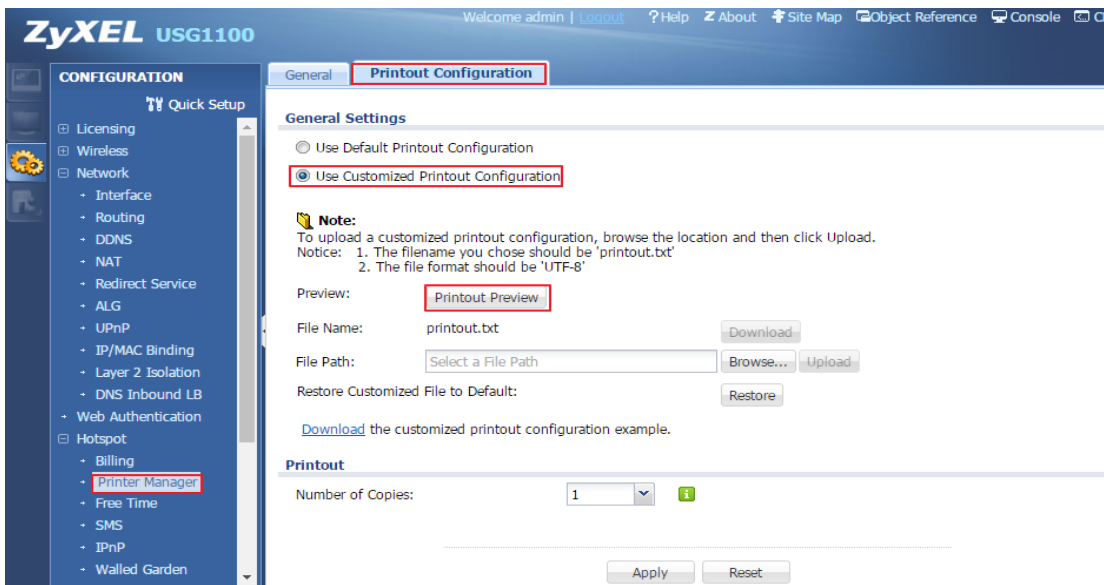 Welcome admin | Logout ?Help Z About Site Map Object Reference Console
ZyXEL USG1100
CONFIGURATION
Quick Setup
Licensing
Wireless
Network
Interface
Routing
DDNS
NAT
Redirect Service
ALG
UPnP
IP/MAC Binding
Layer 2 Isolation
DNS Inbound LB
Web Authentication
Hotspot
Billing
Printer Manager
Free Time
SMS
IPnP
Walled Garden
General Printout Configuration
General Settings
Use Default Printout Configuration
Use Customized Printout Configuration
Note:
To upload a customized printout configuration, browse the location and then click Upload.
Notice: 1. The filename you chose should be 'printout.txt'
2. The file format should be 'UTF-8'
Preview: Printout Preview
File Name: printout.txt Download
File Path: Select a File Path Browse... Upload
Restore Customized File to Default: Restore
Download the customized printout configuration example.
Printout
Number of Copies: 1
Apply Reset